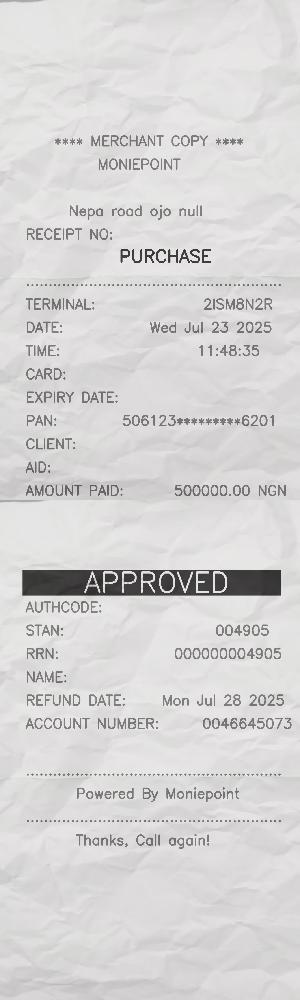 **** MERCHANT COPY ****
MONIEPOINT
Nepa road ojo null
RECEIPT NO:
PURCHASE
TERMINAL: 2ISM8N2R
DATE: Wed Jul 23 2025
TIME: 11:48:35
CARD:
EXPIRY DATE:
PAN: 506123*********6201
CLIENT:
AID:
AMOUNT PAID: 500000.00 NGN
APPROVED
AUTHCODE:
STAN: 004905
RRN: 000000004905
NAME:
REFUND DATE: Mon Jul 28 2025
ACCOUNT NUMBER: 0046645073
Powered By Moniepoint
Thanks, Call again!